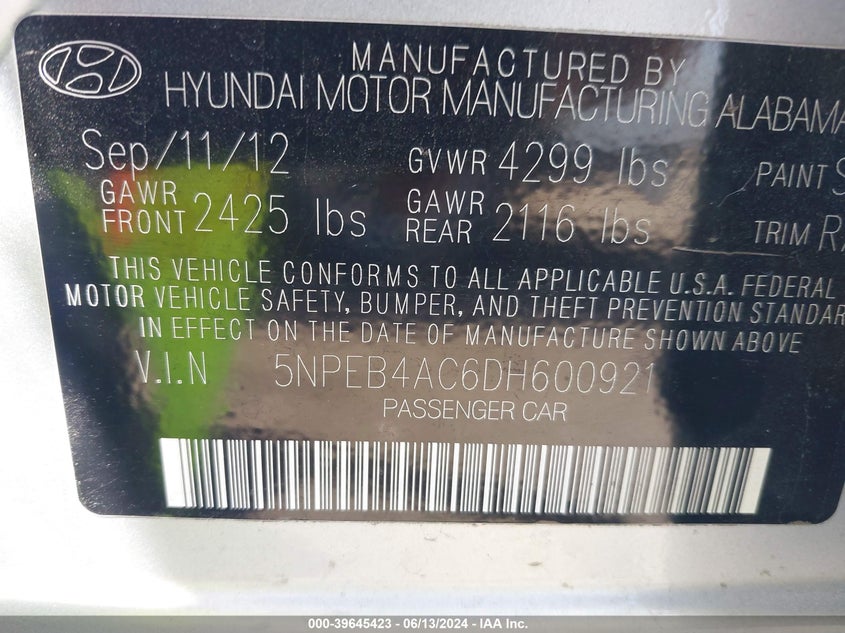 MANUFACTURED BY
HYUNDAI MOTOR MANUFACTURING ALABAMA
Sep/11/12 GVWR 4299 lbs PAINT
GAWR FRONT 2425 lbs GAWR REAR 2116 lbs TRIM
THIS VEHICLE CONFORMS TO ALL APPLICABLE U.S.A. FEDERAL
MOTOR VEHICLE SAFETY, BUMPER, AND THEFT PREVENTION STANDAR
IN EFFECT ON THE DATE OF MANUFACTURE SHOWN ABOVE
V.I.N 5NPEB4AC6DH600921
PASSENGER CAR
000-39645423 - 06/13/2024 - IAA Inc.